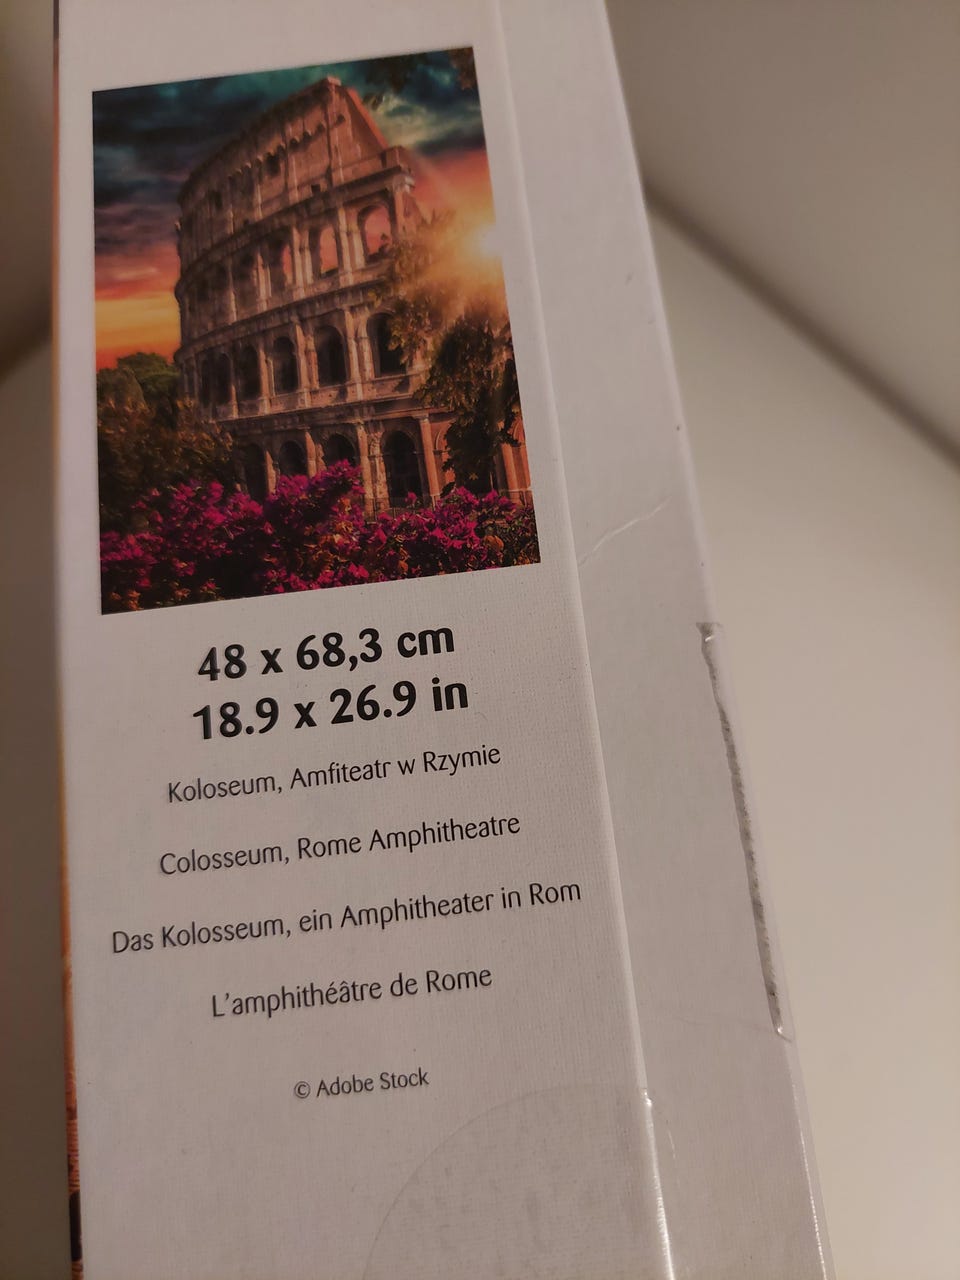 48 x 68,3 cm
18.9 x 26.9 in
Koloseum, Amfiteatr w Rzymie
Colosseum, Rome Amphitheatre
Das Kolosseum, ein Amphitheater in Rom
L'amphithéâtre de Rome
© Adobe Stock